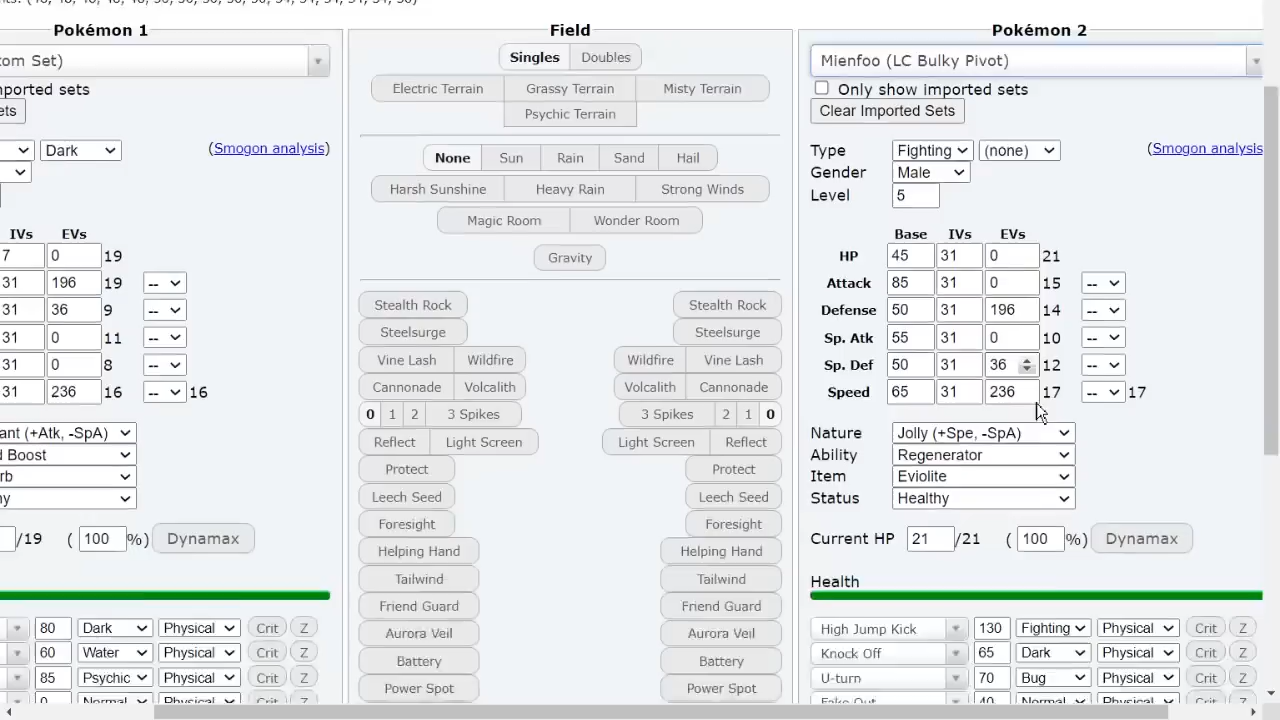 Pokémon 1
om Set)
nported sets
ets
Dark
(Smogon analysis)
IVs EVs
7 0 19
31 196 19 --
31 36 9 --
31 0 11 --
31 0 8 --
31 236 16 -- 16
ant (+Atk, -SpA)
d Boost
rb
hy
/19 ( 100 %) Dynamax
80 Dark Physical Crit Z
60 Water Physical Crit Z
85 Psychic Physical Crit Z
Field
Singles Doubles
Electric Terrain Grassy Terrain Misty Terrain
Psychic Terrain
None Sun Rain Sand Hail
Harsh Sunshine Heavy Rain Strong Winds
Magic Room Wonder Room
Gravity
Stealth Rock Stealth Rock
Steelsurge Steelsurge
Vine Lash Wildfire Wildfire Vine Lash
Cannonade Volcalith Volcalith Cannonade
0 1 2 3 Spikes 3 Spikes 2 1 0
Reflect Light Screen Light Screen Reflect
Protect Protect
Leech Seed Leech Seed
Foresight Foresight
Helping Hand Helping Hand
Tailwind Tailwind
Friend Guard Friend Guard
Aurora Veil Aurora Veil
Battery Battery
Power Spot Power Spot
Pokémon 2
Mienfoo (LC Bulky Pivot)
Only show imported sets
Clear Imported Sets
Type Fighting (none) (Smogon analysis
Gender Male
Level 5
Base IVs EVs
HP 45 31 0 21
Attack 85 31 0 15 --
Defense 50 31 196 14 --
Sp. Atk 55 31 0 10 --
Sp. Def 50 31 36 12 --
Speed 65 31 236 17 -- 17
Nature Jolly (+Spe, -SpA)
Ability Regenerator
Item Eviolite
Status Healthy
Current HP 21 /21 ( 100 %) Dynamax
Health
High Jump Kick 130 Fighting Physical Crit Z
Knock Off 65 Dark Physical Crit Z
U-turn 70 Bug Physical Crit Z